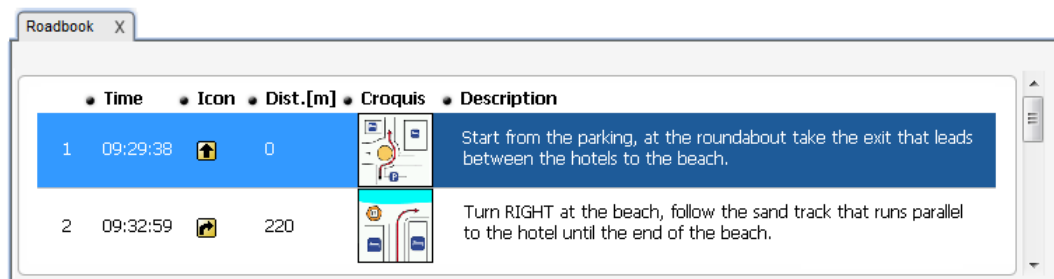 Roadbook X
Time Icon Dist.[m] Croquis Description
1 09:29:38 0 Start from the parking, at the roundabout take the exit that leads
between the hotels to the beach.
2 09:32:59 220 Turn RIGHT at the beach, follow the sand track that runs parallel
to the hotel until the end of the beach.